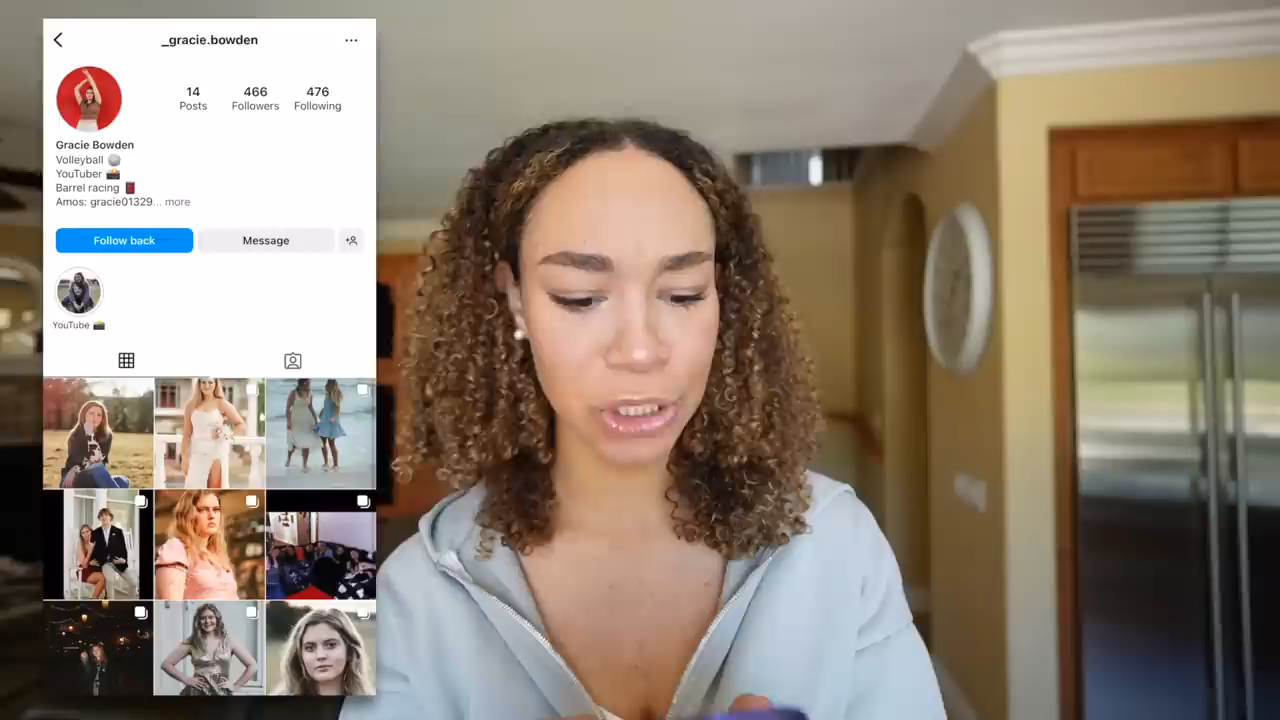 _gracie.bowden
14
466
476
Posts
Followers
Following
Gracie Bowden
Volleyball 🏐
YouTuber 📸
Barrel racing 🛢
Amos: gracie01329... more
Follow back
Message
YouTube